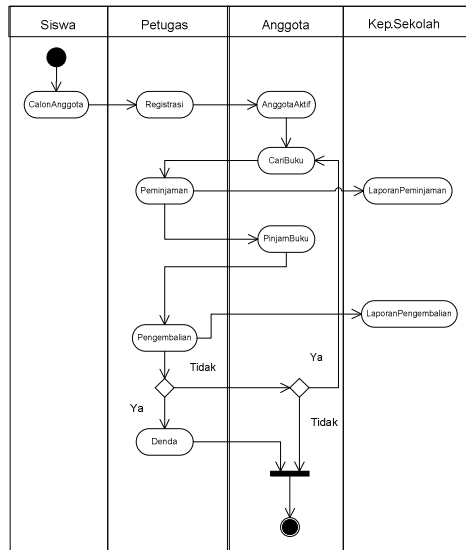 Siswa
Petugas
Anggota
Kep.Sekolah
CalonAnggota
Registrasi
AnggotaAktif
CariBuku
Peminjaman
LaporanPeminjaman
PinjamBuku
LaporanPengembalian
Pengembalian
Tidak
Ya
Ya
Tidak
Denda